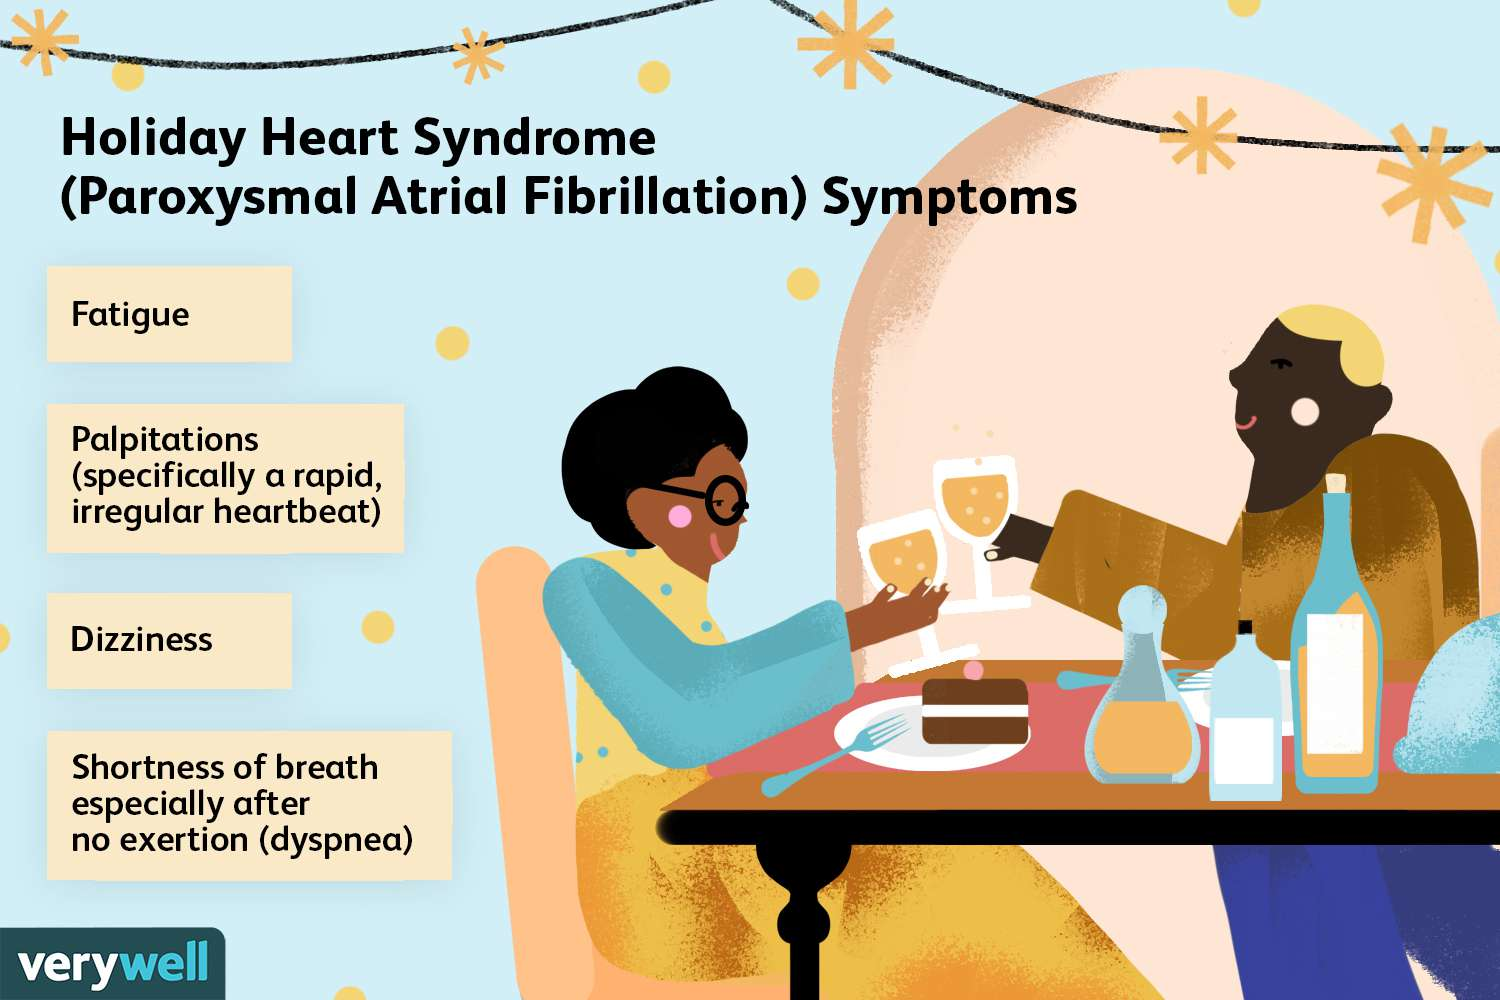 Holiday Heart Syndrome
(Paroxysmal Atrial Fibrillation) Symptoms
Fatigue
Palpitations
(specifically a rapid,
irregular heartbeat)
Dizziness
Shortness of breath
especially after
no exertion (dyspnea)
verywell